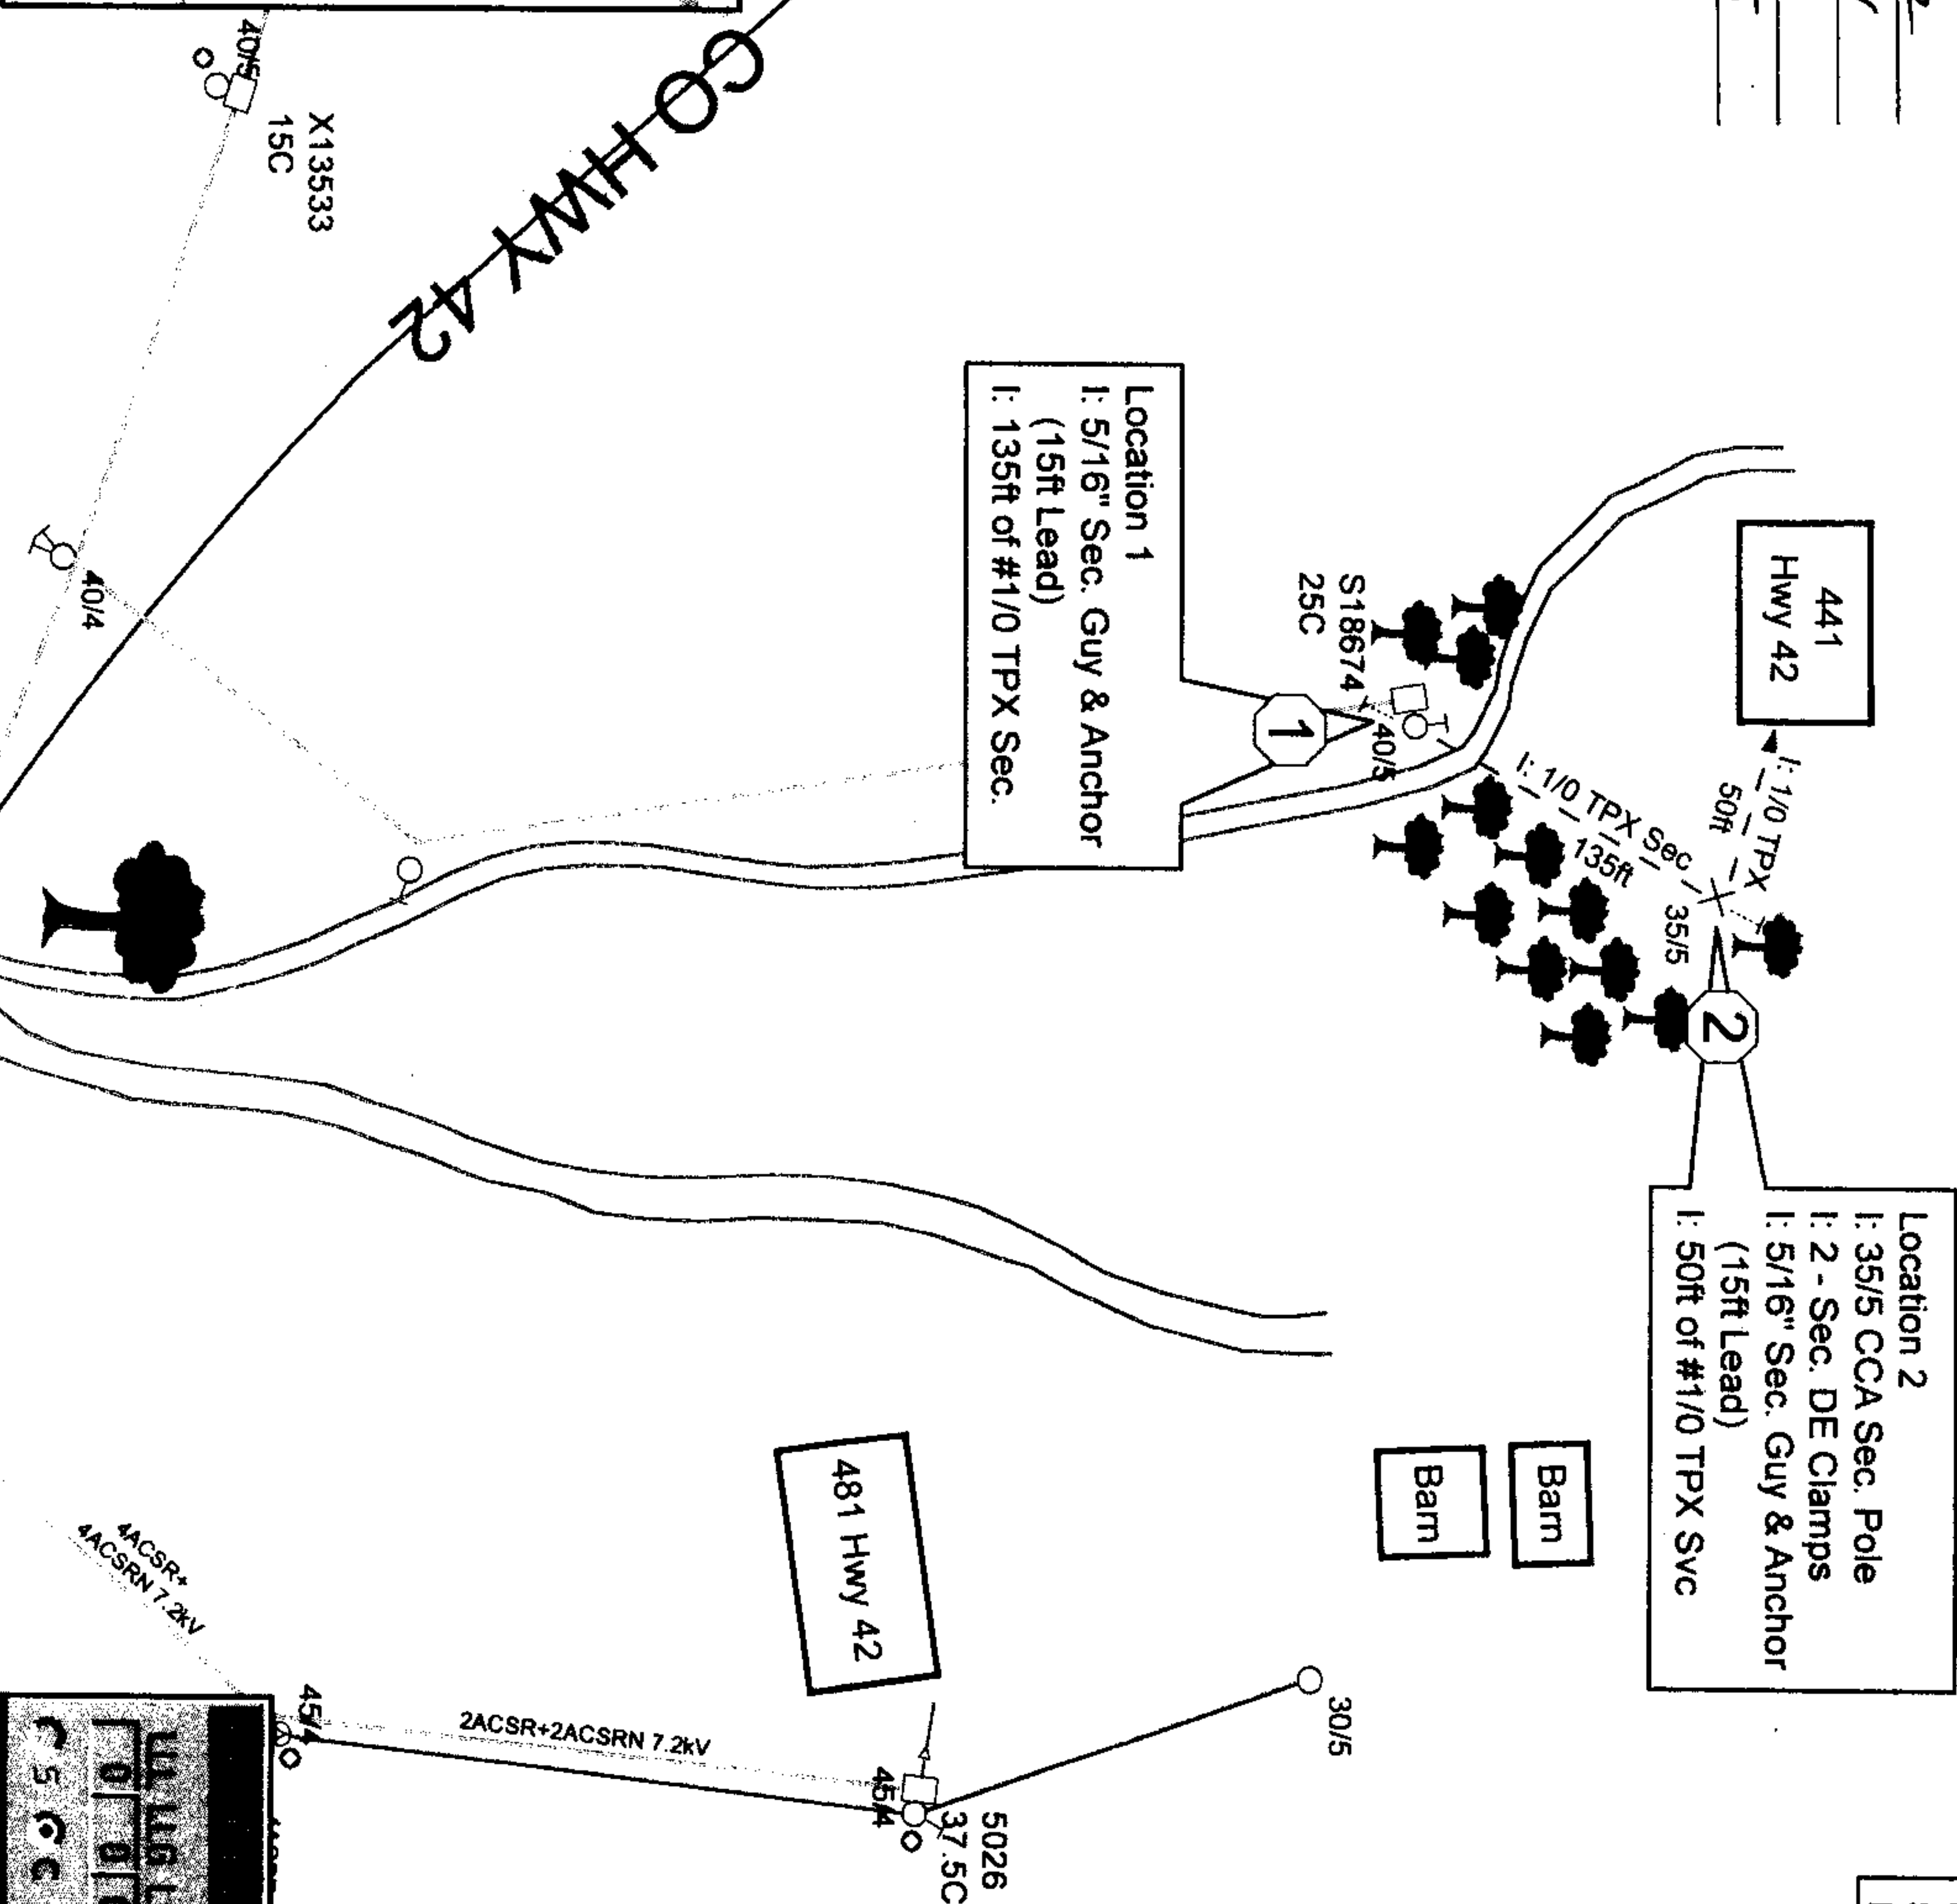 441
Hwy 42
I: 1/0 TPX
50ft
I: 1/0 TPX Sec
135ft
35/5
2
Location 2
I: 35/5 CCA Sec. Pole
I: 2 - Sec. DE Clamps
I: 5/16" Sec. Guy & Anchor
(15ft Lead)
I: 50ft of #1/0 TPX Svc
S18674
25C
40/5
1
Location 1
I: 5/16" Sec. Guy & Anchor
(15ft Lead)
I: 135ft of #1/0 TPX Sec.
Barn
Barn
30/5
481 Hwy 42
5026
37.5C
45/4
2ACSR+2ACSRN 7.2kV
45/4
4ACSR+
4ACSRN 7.2kV
CO HWY 42
X13533
15C
40/5
40/4